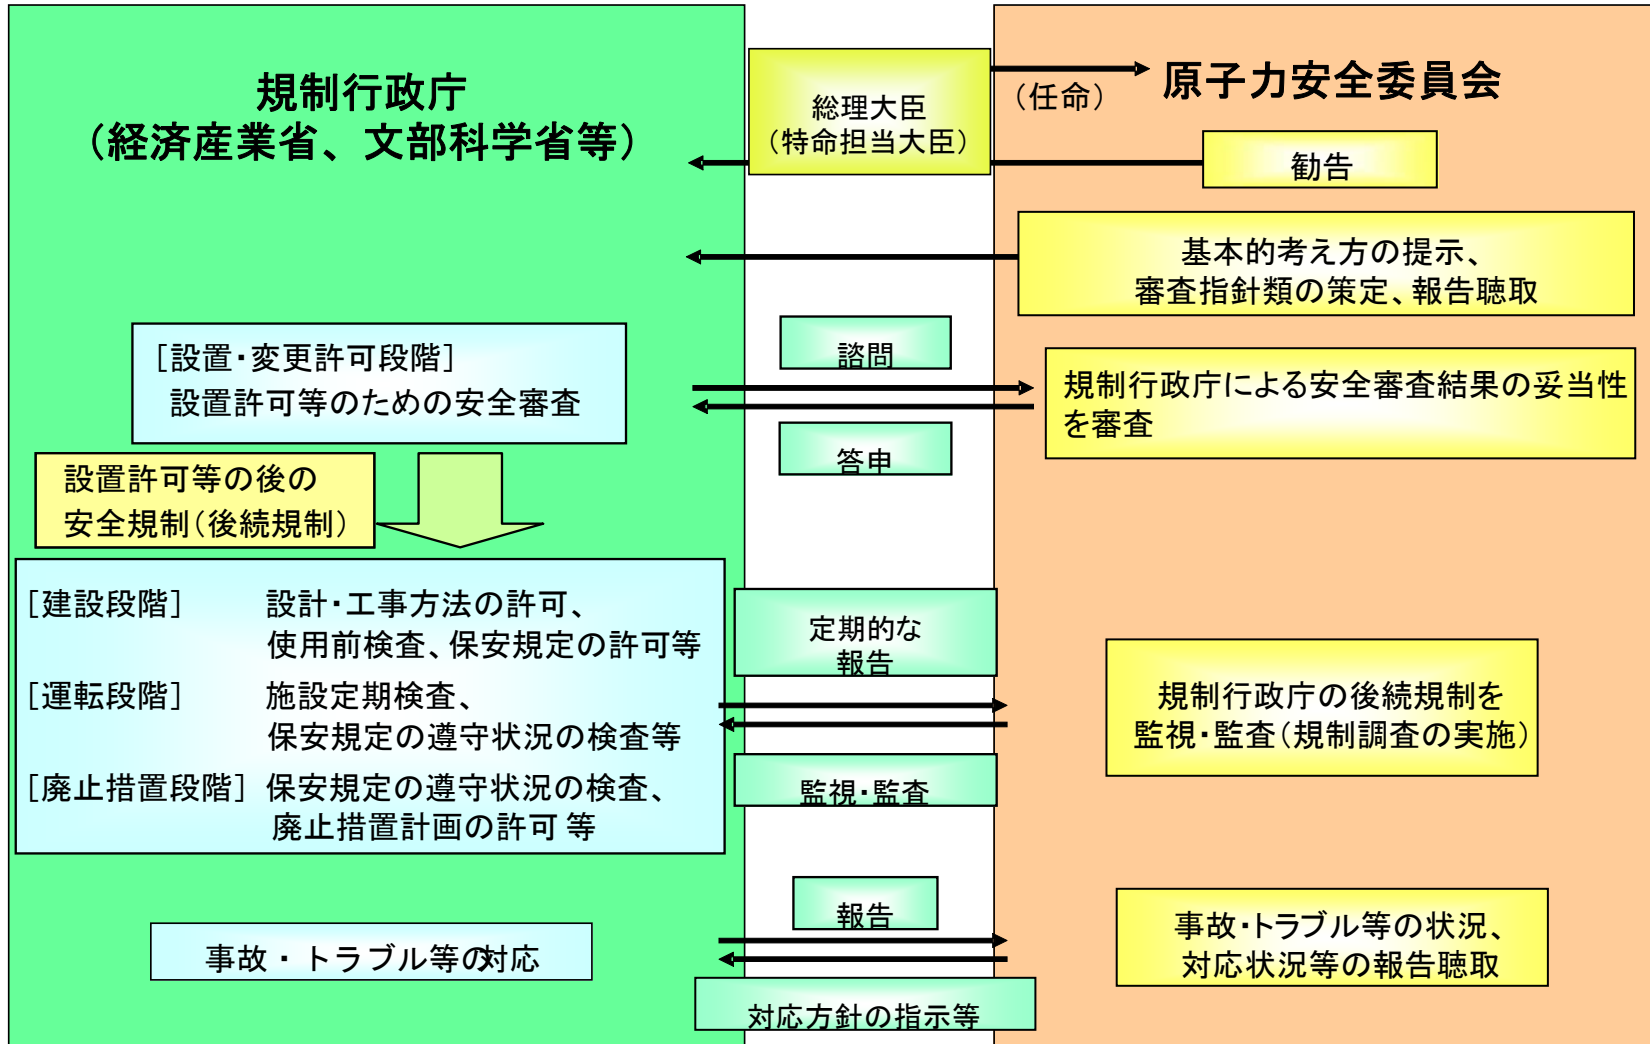 規制行政庁
（経済産業省、文部科学省等）
総理大臣
（特命担当大臣）
（任命）
原子力安全委員会
勧告
基本的考え方の提示、
審査指針類の策定、報告聴取
［設置・変更許可段階］
設置許可等のための安全審査
諮問
答申
規制行政庁による安全審査結果の妥当性
を審査
設置許可等の後の
安全規制（後続規制）
［建設段階］ 設計・工事方法の許可、
使用前検査、保安規定の許可等
［運転段階］ 施設定期検査、
保安規定の遵守状況の検査等
［廃止措置段階］ 保安規定の遵守状況の検査、
廃止措置計画の許可 等
定期的な
報告
監視・監査
規制行政庁の後続規制を
監視・監査（規制調査の実施）
事故・トラブル等の対応
報告
対応方針の指示等
事故・トラブル等の状況、
対応状況等の報告聴取